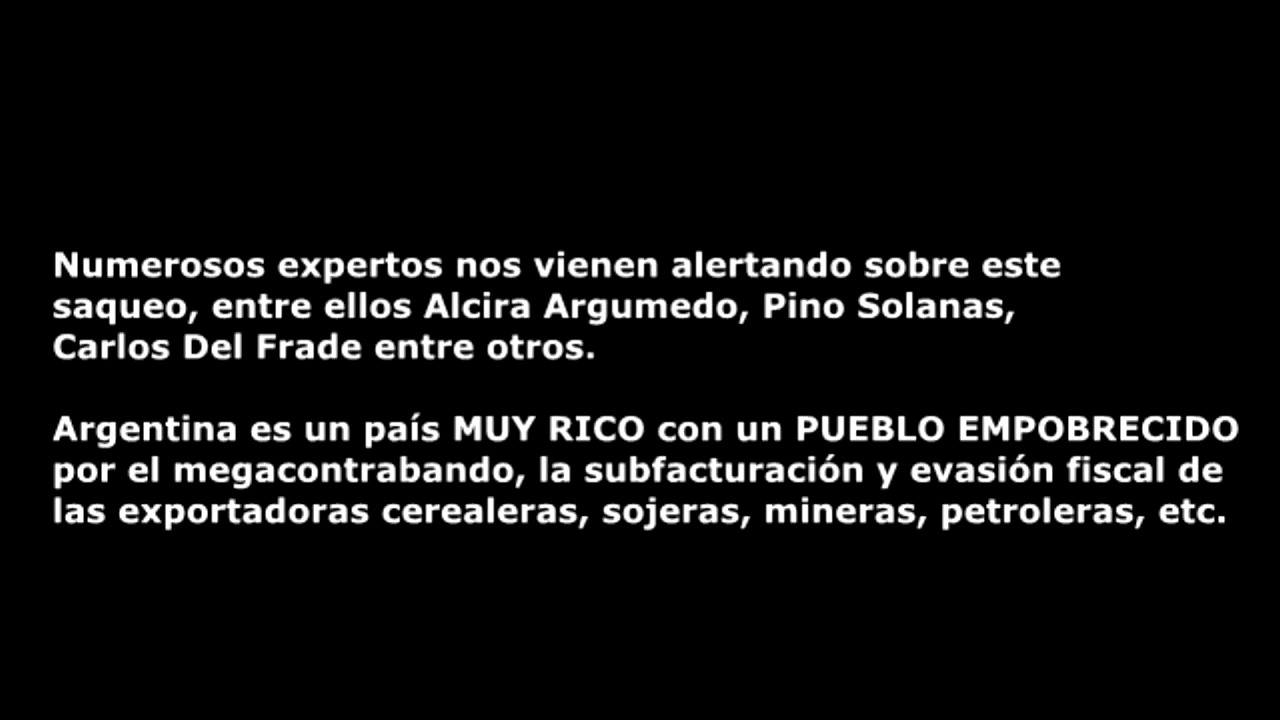 Numerosos expertos nos vienen alertando sobre este
saqueo, entre ellos Alcira Argumedo, Pino Solanas,
Carlos Del Frade entre otros.
Argentina es un país MUY RICO con un PUEBLO EMPOBRECIDO
por el megacontrabando, la subfacturación y evasión fiscal de
las exportadoras cerealeras, sojeras, mineras, petroleras, etc.